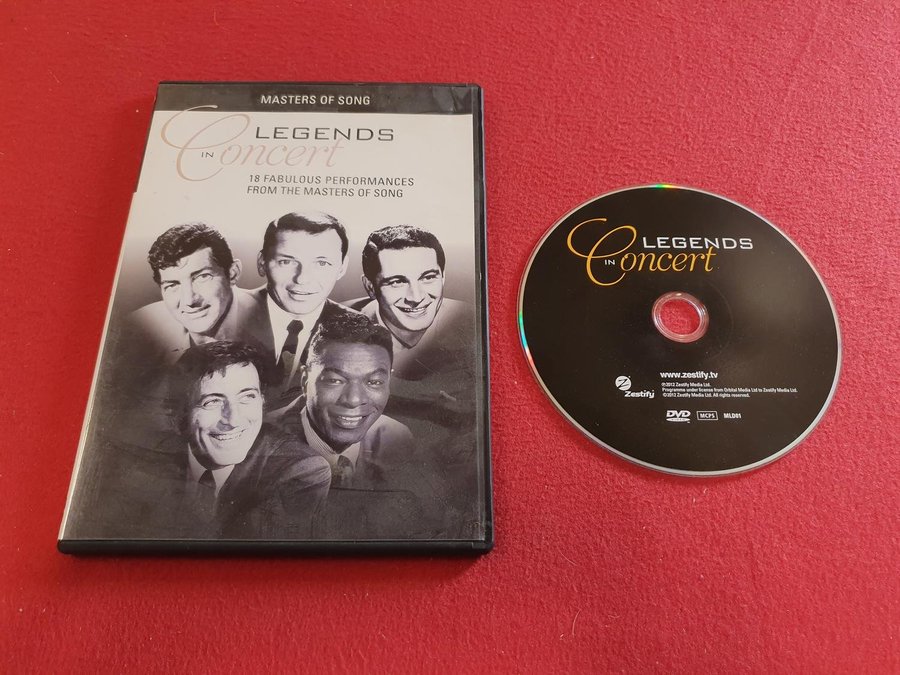 MASTERS OF SONG
LEGENDS
IN Concert
18 FABULOUS PERFORMANCES
FROM THE MASTERS OF SONG
LEGENDS
IN Concert
www.zestify.tv
Zestify
℗2012 Zestify Media Ltd.
Programme under license from Orbital Media Ltd to Zestify Media Ltd.
©2012 Zestify Media Ltd. All rights reserved.
DVD
MCPS
MLD01